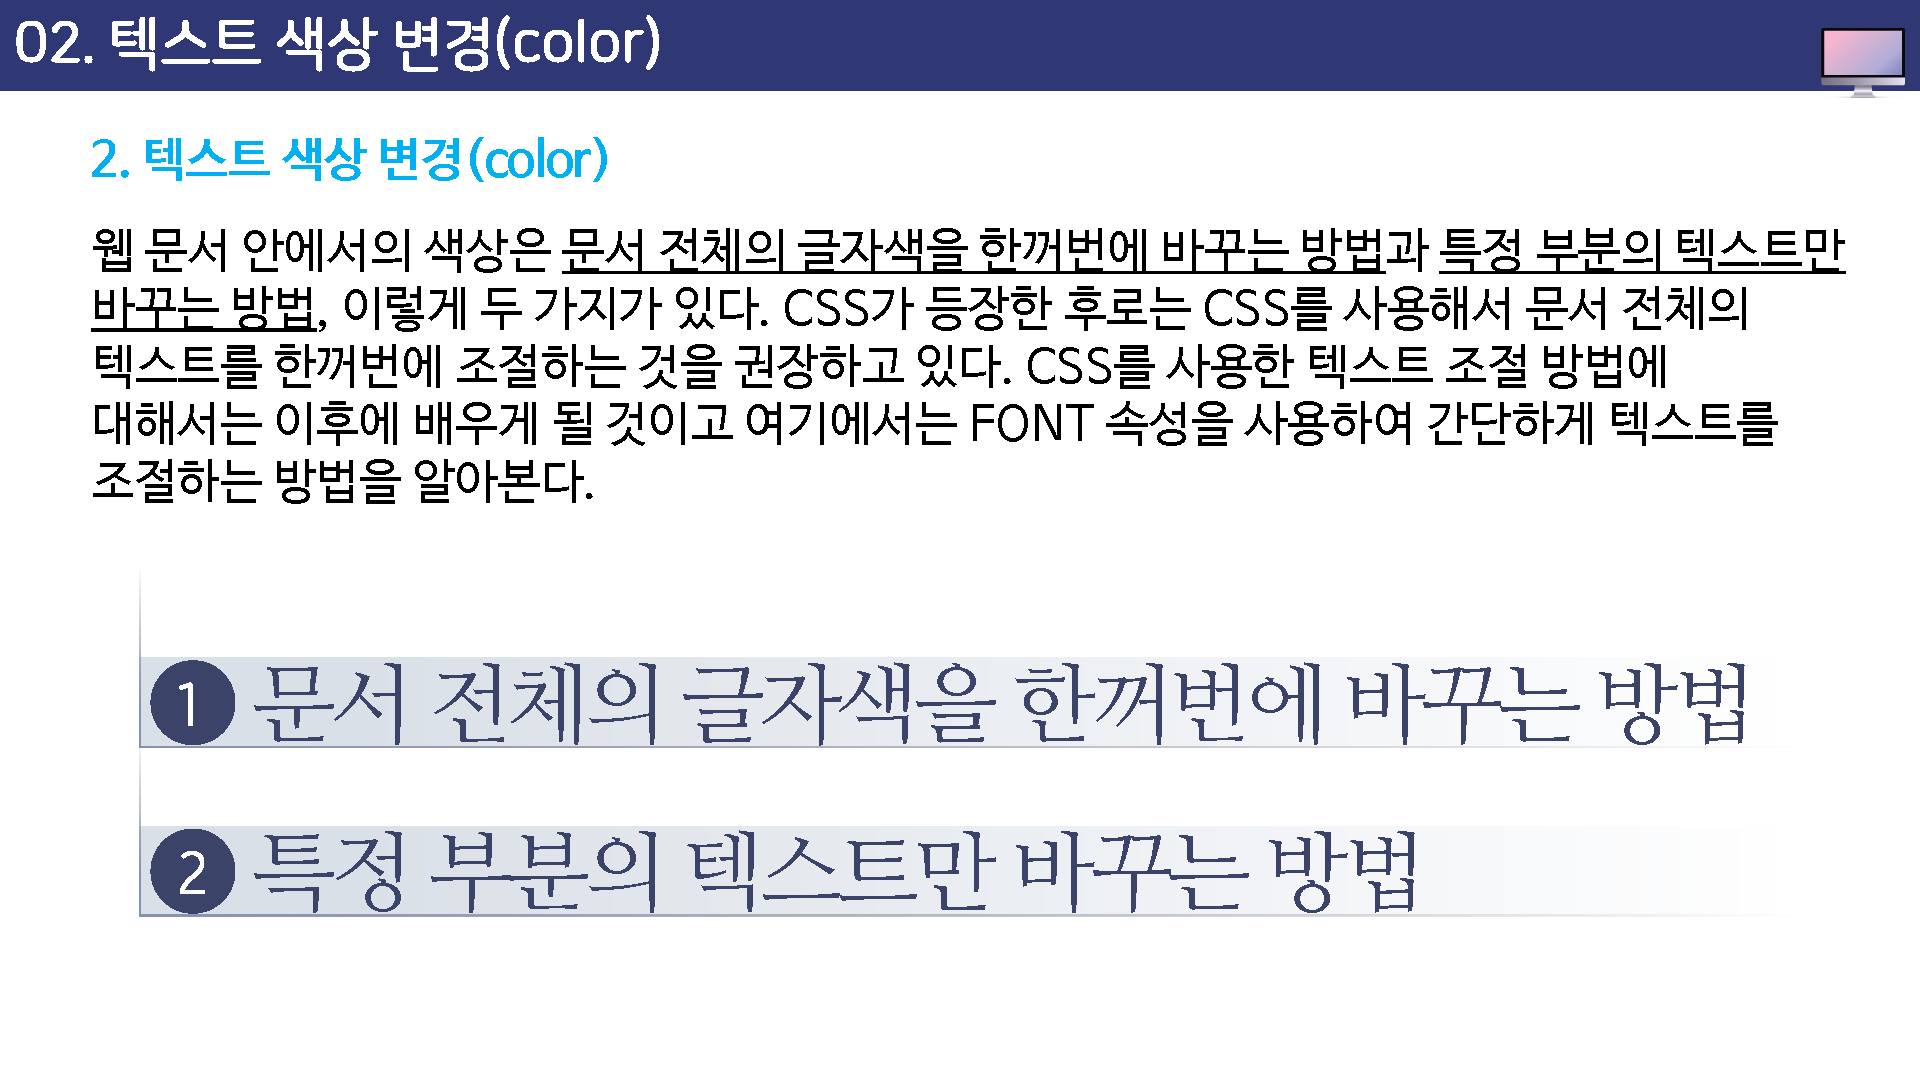 02. 텍스트 색상 변경(color)
2. 텍스트 색상 변경(color)
웹 문서 안에서의 색상은 문서 전체의 글자색을 한꺼번에 바꾸는 방법과 특정 부분의 텍스트만
바꾸는 방법, 이렇게 두 가지가 있다. CSS가 등장한 후로는 CSS를 사용해서 문서 전체의
텍스트를 한꺼번에 조절하는 것을 권장하고 있다. CSS를 사용한 텍스트 조절 방법에
대해서는 이후에 배우게 될 것이고 여기에서는 FONT 속성을 사용하여 간단하게 텍스트를
조절하는 방법을 알아본다.
1 문서 전체의 글자색을 한꺼번에 바꾸는 방법
2 특정 부분의 텍스트만 바꾸는 방법